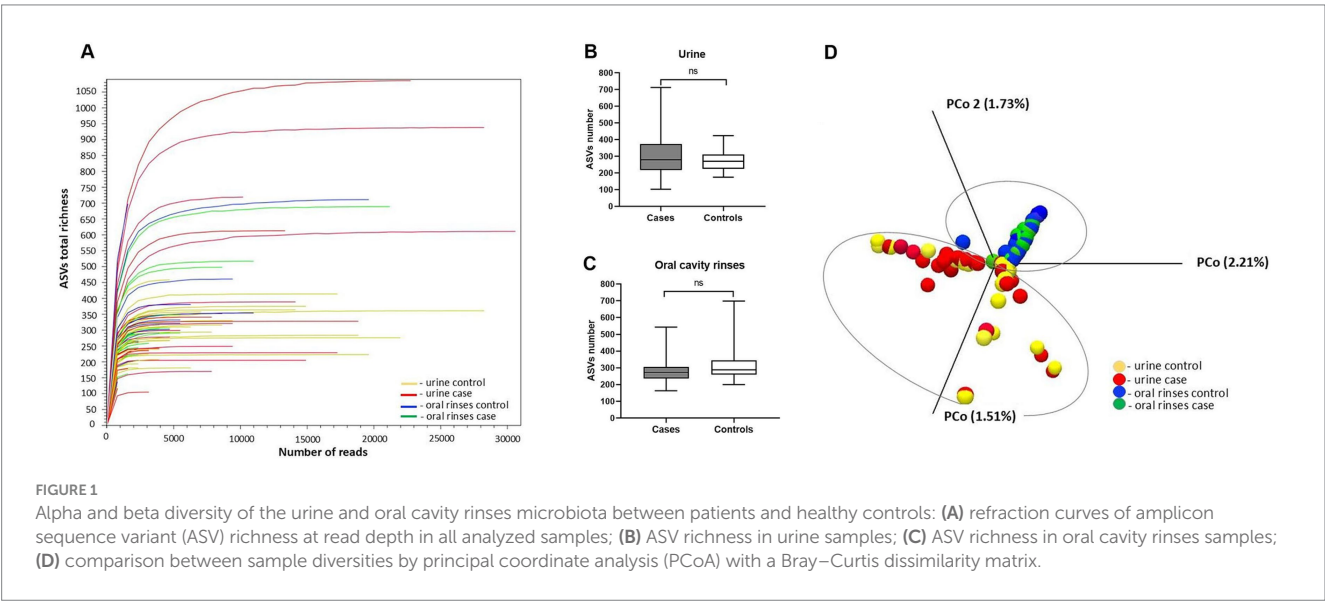 A
ASVs total richness
1050
1000
950
900
850
800
750
700
650
600
550
500
450
400
350
300
250
200
150
100
50
0
0 5000 10000 15000 20000 25000 30000
Number of reads
- urine control
- urine case
- oral rinses control
- oral rinses case
B
Urine
ns
ASVs number
800
700
600
500
400
300
200
100
0
Cases Controls
C
Oral cavity rinses
ns
ASVs number
800
700
600
500
400
300
200
100
0
Cases Controls
D
PCo 2 (1.73%)
PCo (2.21%)
PCo (1.51%)
- urine control
- urine case
- oral rinses control
- oral rinses case
FIGURE 1
Alpha and beta diversity of the urine and oral cavity rinses microbiota between patients and healthy controls: (A) refraction curves of amplicon
sequence variant (ASV) richness at read depth in all analyzed samples; (B) ASV richness in urine samples; (C) ASV richness in oral cavity rinses samples;
(D) comparison between sample diversities by principal coordinate analysis (PCoA) with a Bray–Curtis dissimilarity matrix.